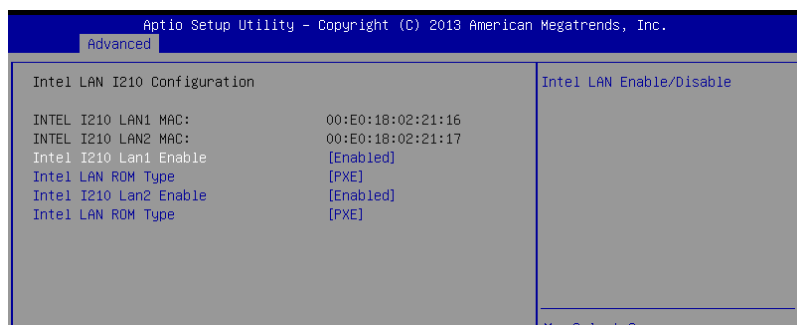 Aptio Setup Utility – Copyright (C) 2013 American Megatrends, Inc.
Advanced
Intel LAN I210 Configuration
Intel LAN Enable/Disable
INTEL I210 LAN1 MAC: 00:E0:18:02:21:16
INTEL I210 LAN2 MAC: 00:E0:18:02:21:17
Intel I210 Lan1 Enable [Enabled]
Intel LAN ROM Type [PXE]
Intel I210 Lan2 Enable [Enabled]
Intel LAN ROM Type [PXE]